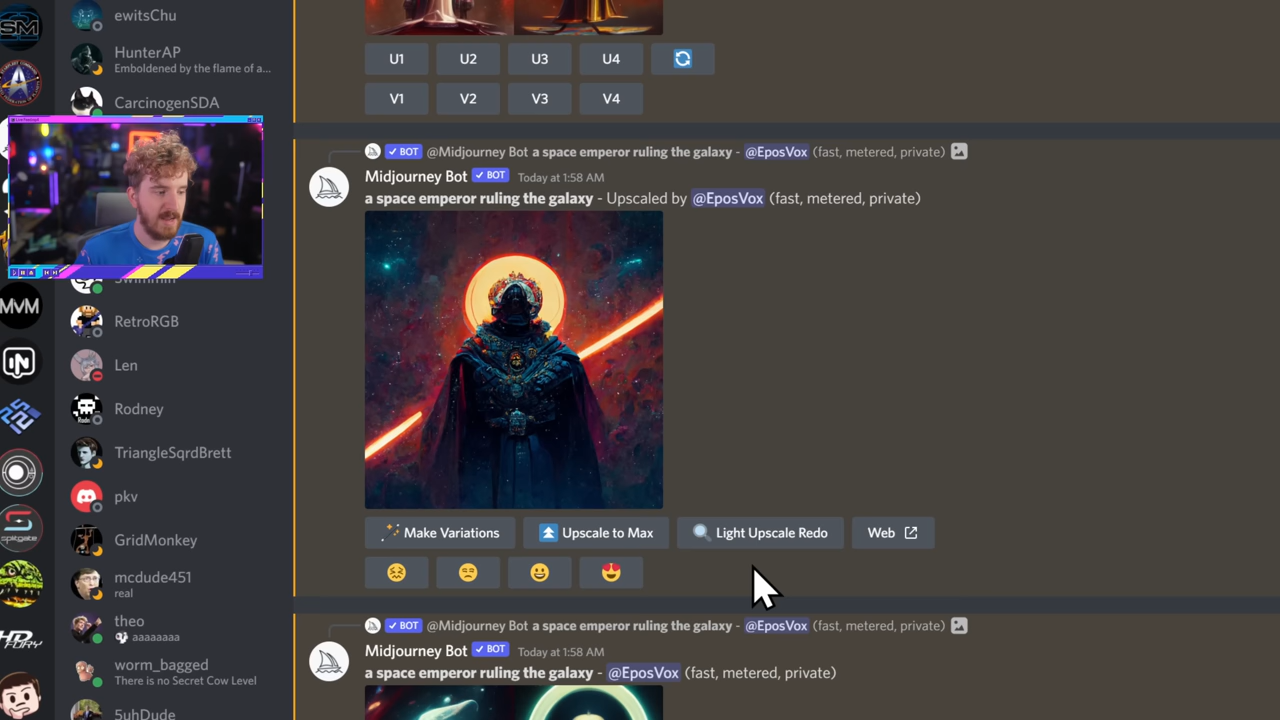 ewitsChu
HunterAP
Emboldened by the flame of a...
CarcinogenSDA
RetroRGB
Len
Rodney
TriangleSqrdBrett
pkv
GridMonkey
mcdude451
real
theo
aaaaaaaa
worm_bagged
There is no Secret Cow Level
5uhDude
SM
MVM
splitgate
HD FURY
U1 U2 U3 U4
V1 V2 V3 V4
BOT @Midjourney Bot a space emperor ruling the galaxy - @EposVox (fast, metered, private)
Midjourney Bot BOT Today at 1:58 AM
a space emperor ruling the galaxy - Upscaled by @EposVox (fast, metered, private)
Make Variations Upscale to Max Light Upscale Redo Web
BOT @Midjourney Bot a space emperor ruling the galaxy - @EposVox (fast, metered, private)
Midjourney Bot BOT Today at 1:58 AM
a space emperor ruling the galaxy - @EposVox (fast, metered, private)